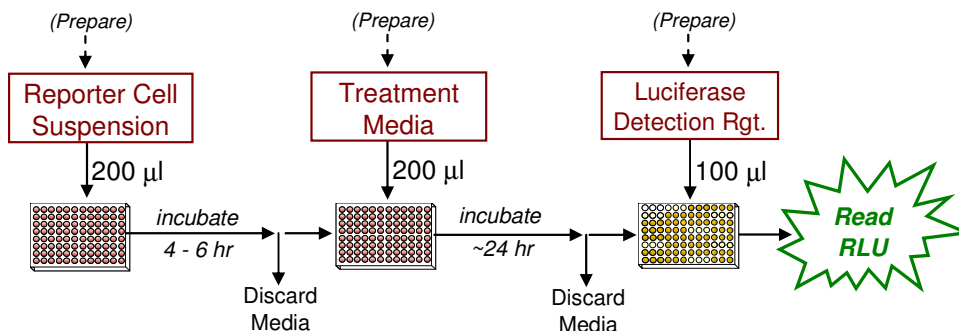 (Prepare)
(Prepare)
(Prepare)
Reporter Cell
Suspension
Treatment
Media
Luciferase
Detection Rgt.
200 µl
200 µl
100 µl
incubate
4 - 6 hr
incubate
~24 hr
Read
RLU
Discard
Media
Discard
Media